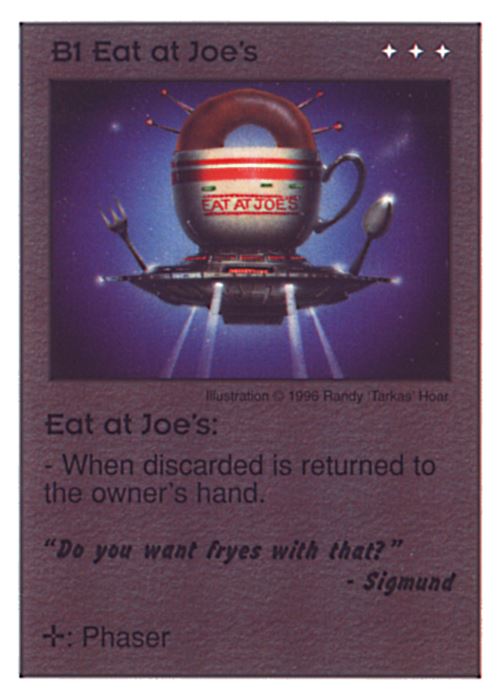 B1 Eat at Joe's
EAT AT JOE'S
Illustration © 1996 Randy 'Tarkas' Hoar
Eat at Joe's:
- When discarded is returned to
the owner's hand.
"Do you want fryes with that?"
- Sigmund
✢: Phaser